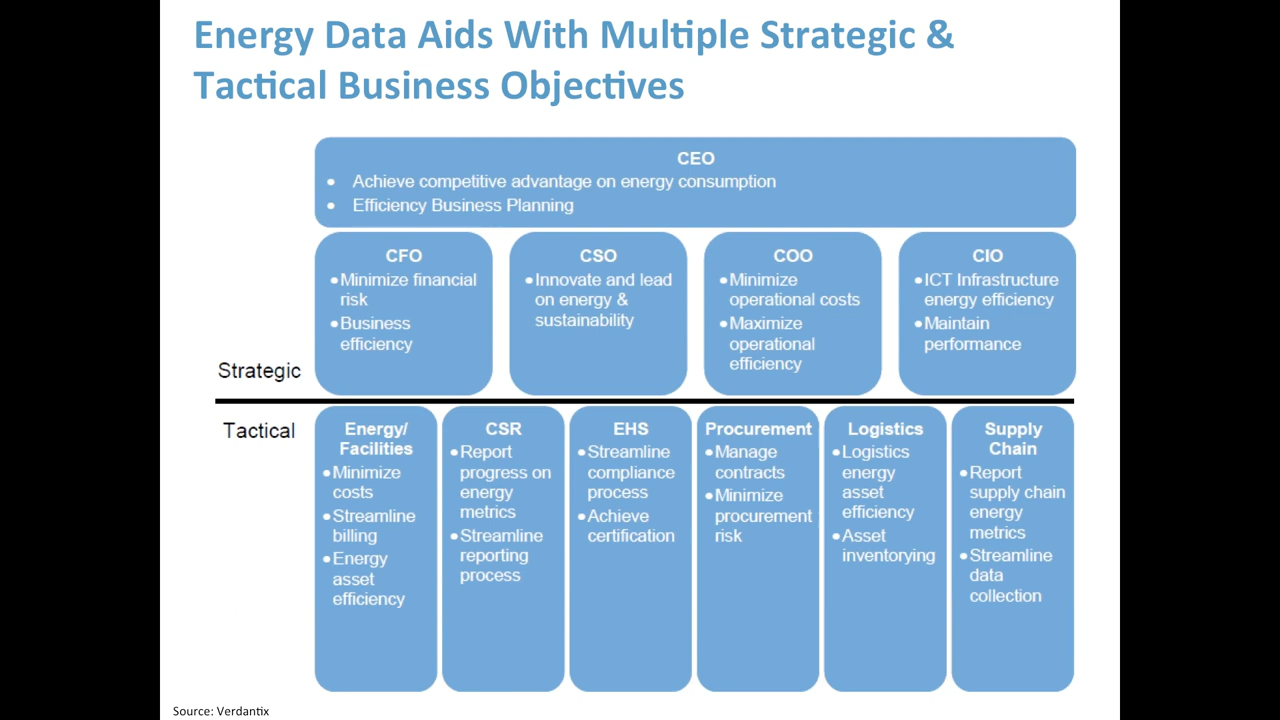 Energy Data Aids With Multiple Strategic &
Tactical Business Objectives
CEO
• Achieve competitive advantage on energy consumption
• Efficiency Business Planning
CFO
•Minimize financial
risk
•Business
efficiency
CSO
•Innovate and lead
on energy &
sustainability
COO
•Minimize
operational costs
•Maximize
operational
efficiency
CIO
•ICT Infrastructure
energy efficiency
•Maintain
performance
Strategic
Tactical
Energy/
Facilities
•Minimize
costs
•Streamline
billing
•Energy
asset
efficiency
CSR
•Report
progress on
energy
metrics
•Streamline
reporting
process
EHS
•Streamline
compliance
process
•Achieve
certification
Procurement
•Manage
contracts
•Minimize
procurement
risk
Logistics
•Logistics
energy
asset
efficiency
•Asset
inventorying
Supply
Chain
•Report
supply chain
energy
metrics
•Streamline
data
collection
Source: Verdantix